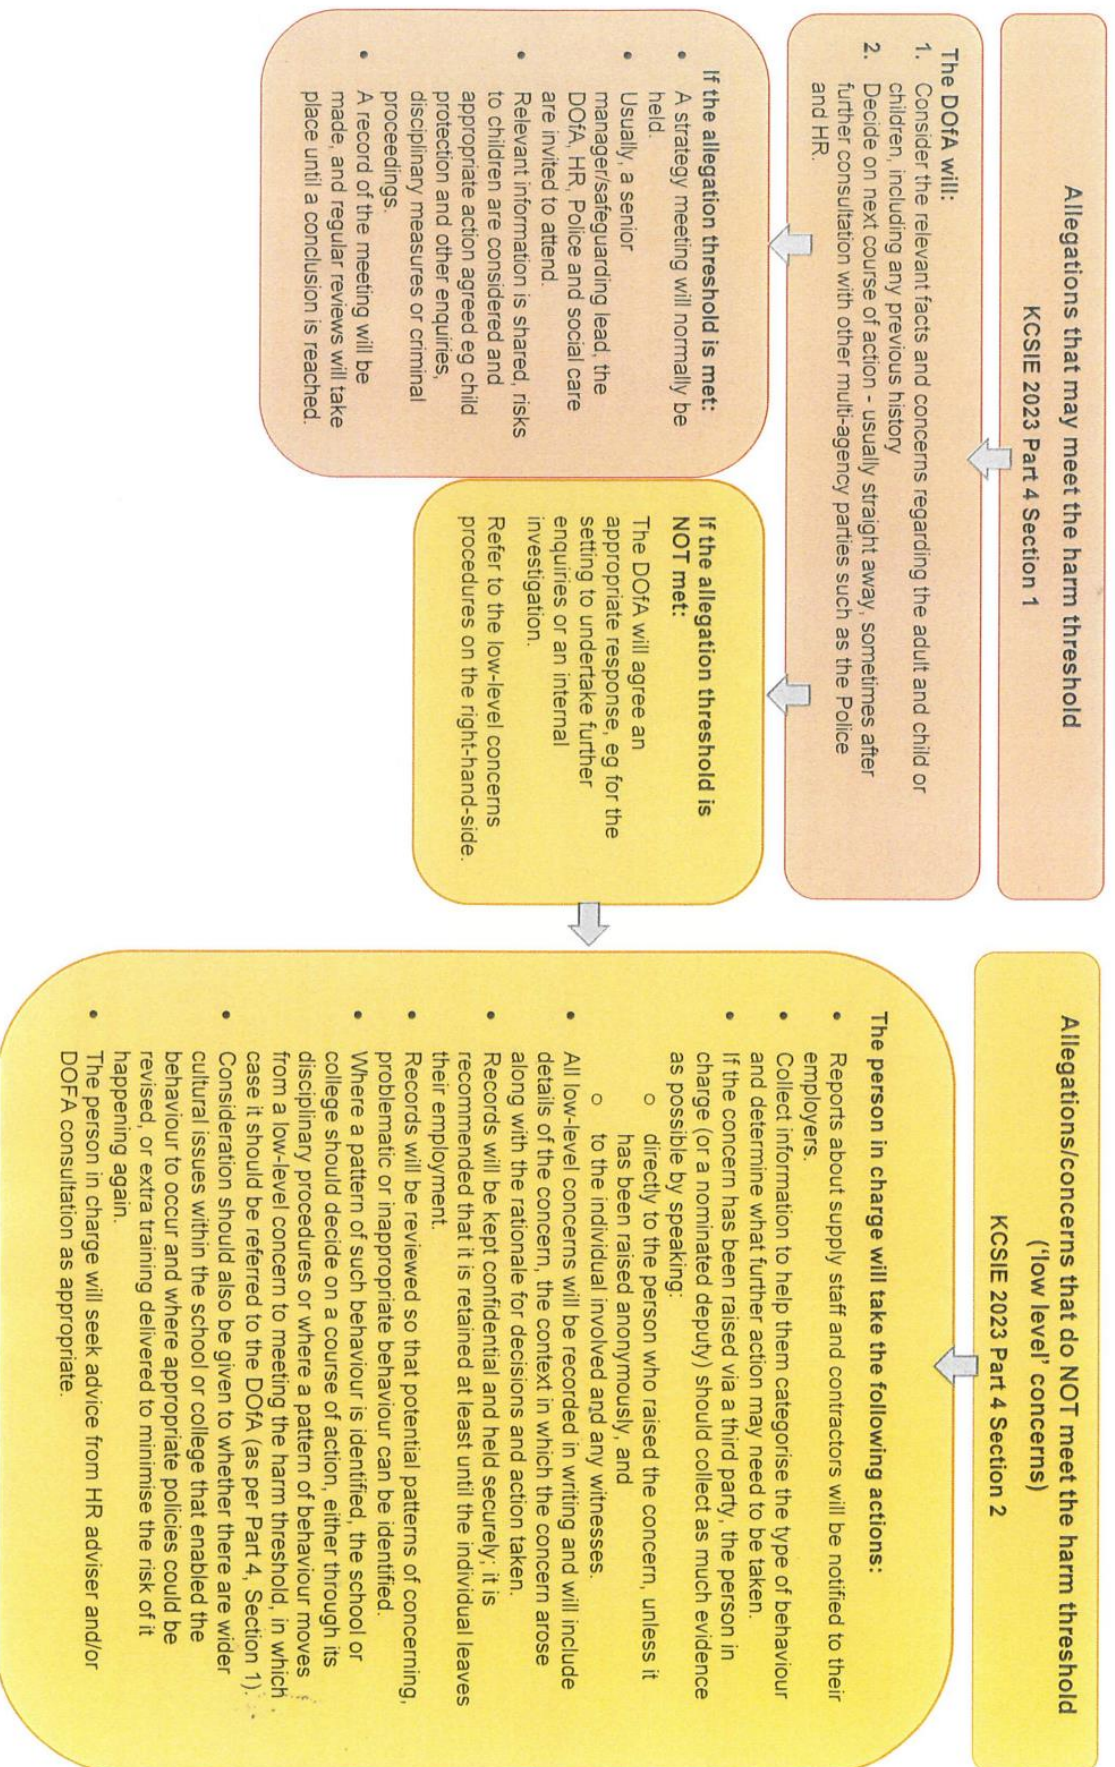 Allegations that may meet the harm threshold
KCSIE 2023 Part 4 Section 1
The DOfA will:
1. Consider the relevant facts and concerns regarding the adult and child or
children, including any previous history
2. Decide on next course of action - usually straight away, sometimes after
further consultation with other multi-agency parties such as the Police
and HR.
If the allegation threshold is met:
• A strategy meeting will normally be
held.
• Usually, a senior
manager/safeguarding lead, the
DOfA, HR, Police and social care
are invited to attend.
• Relevant information is shared, risks
to children are considered and
appropriate action agreed eg child
protection and other enquiries,
disciplinary measures or criminal
proceedings.
• A record of the meeting will be
made, and regular reviews will take
place until a conclusion is reached.
If the allegation threshold is
NOT met:
The DOfA will agree an
appropriate response, eg for the
setting to undertake further
enquiries or an internal
investigation.
Refer to the low-level concerns
procedures on the right-hand-side.
Allegations/concerns that do NOT meet the harm threshold
('low level' concerns)
KCSIE 2023 Part 4 Section 2
The person in charge will take the following actions:
• Reports about supply staff and contractors will be notified to their
employers.
• Collect information to help them categorise the type of behaviour
and determine what further action may need to be taken.
• If the concern has been raised via a third party, the person in
charge (or a nominated deputy) should collect as much evidence
as possible by speaking:
o directly to the person who raised the concern, unless it
has been raised anonymously, and
o to the individual involved and any witnesses.
• All low-level concerns will be recorded in writing and will include
details of the concern, the context in which the concern arose
along with the rationale for decisions and action taken.
• Records will be kept confidential and held securely; it is
recommended that it is retained at least until the individual leaves
their employment.
• Records will be reviewed so that potential patterns of concerning,
problematic or inappropriate behaviour can be identified.
• Where a pattern of such behaviour is identified, the school or
college should decide on a course of action, either through its
disciplinary procedures or where a pattern of behaviour moves
from a low-level concern to meeting the harm threshold, in which
case it should be referred to the DOfA (as per Part 4, Section 1).
• Consideration should also be given to whether there are wider
cultural issues within the school or college that enabled the
behaviour to occur and where appropriate policies could be
revised, or extra training delivered to minimise the risk of it
happening again.
• The person in charge will seek advice from HR adviser and/or
DOFA consultation as appropriate.